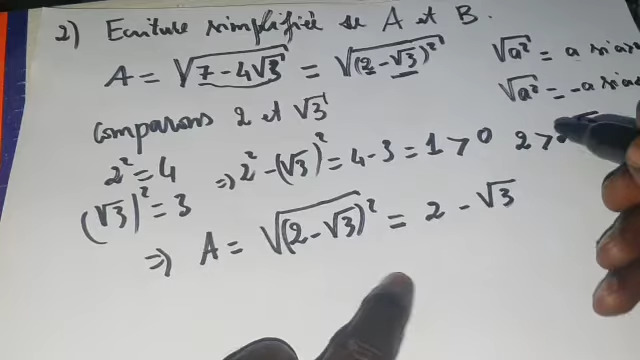 2) Ecriture simplifiée de A et B.
A = √(7 - 4√3) = √((2 - √3)²) √a² = a si a
√a² = -a si a
comparons 2 et √3
2² = 4 ⇒ 2² - (√3)² = 4 - 3 = 1 > 0 2 >
(√3)² = 3
⇒ A = √((2 - √3)²) = 2 - √3